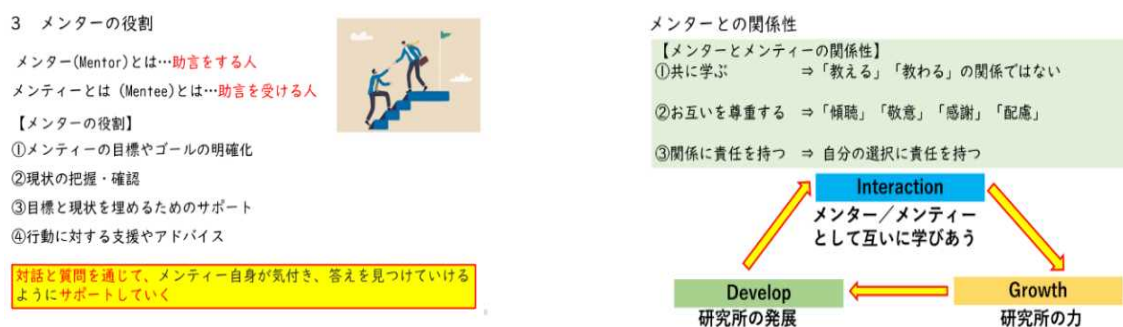 3 メンターの役割
メンター(Mentor)とは…助言をする人
メンティーとは (Mentee)とは…助言を受ける人
【メンターの役割】
①メンティーの目標やゴールの明確化
②現状の把握・確認
③目標と現状を埋めるためのサポート
④行動に対する支援やアドバイス
対話と質問を通じて、メンティー自身が気付き、答えを見つけていける
ようにサポートしていく
メンターとの関係性
【メンターとメンティーの関係性】
①共に学ぶ ⇒「教える」「教わる」の関係ではない
②お互いを尊重する ⇒「傾聴」「敬意」「感謝」「配慮」
③関係に責任を持つ ⇒ 自分の選択に責任を持つ
Interaction
メンター/メンティー
として互いに学びあう
Develop
研究所の発展
Growth
研究所の力